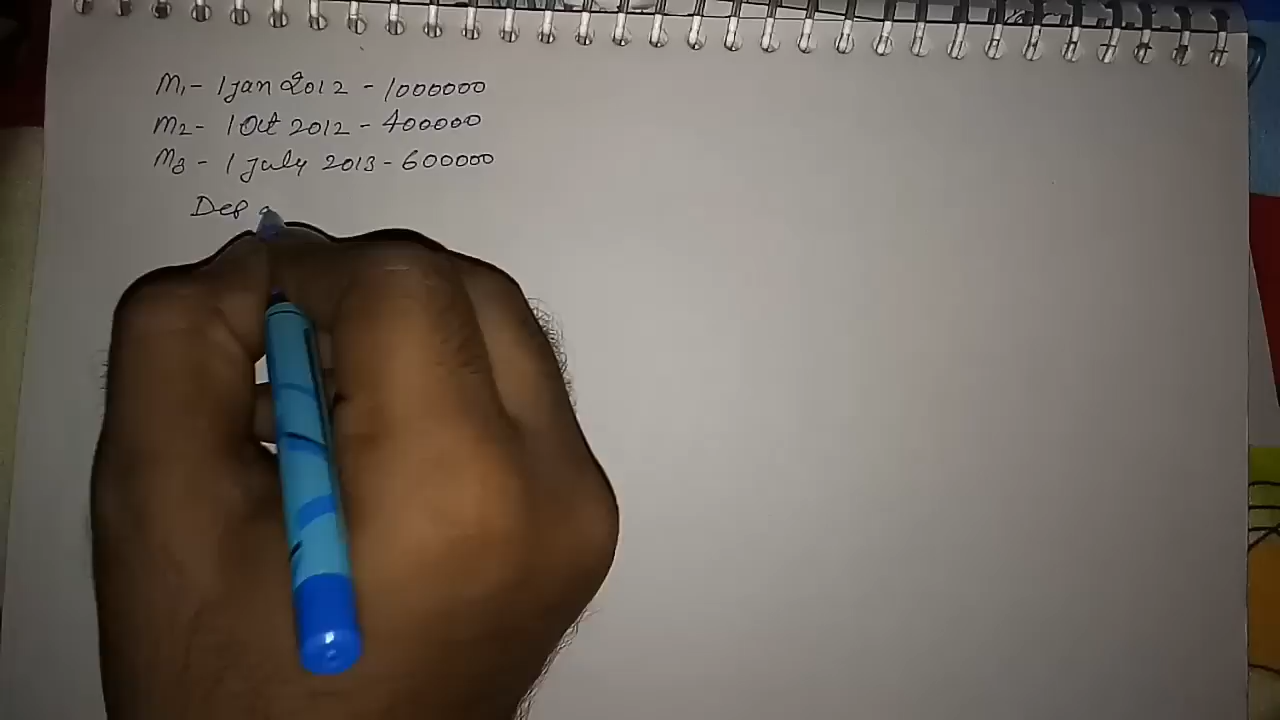 M1- 1 Jan 2012 - 1000000
M2- 1 Oct 2012 - 400000
M3 - 1 July 2013 - 600000
Dep